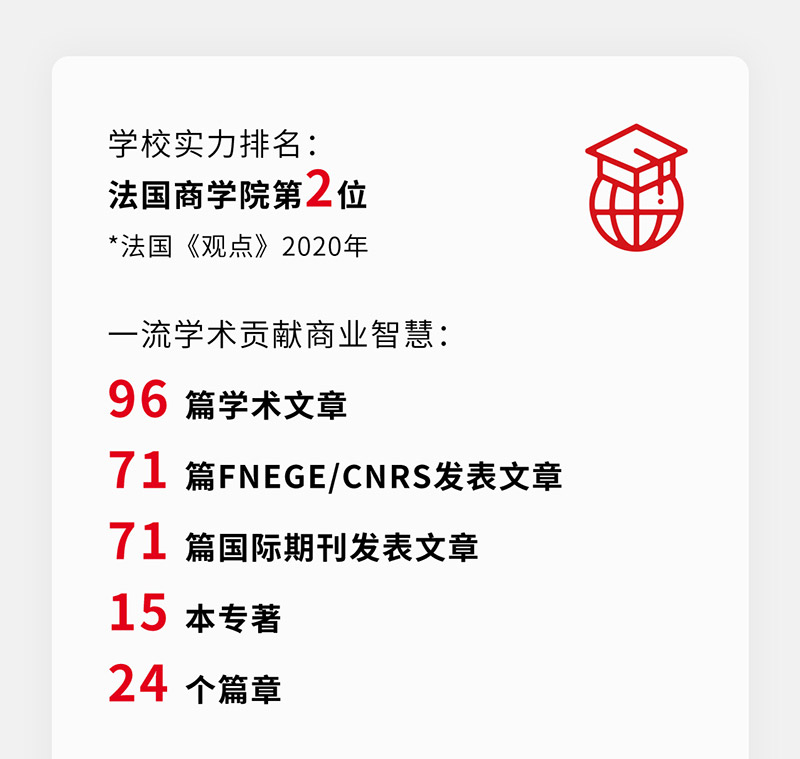 学校实力排名：
法国商学院第2位
*法国《观点》2020年
一流学术贡献商业智慧：
96 篇学术文章
71 篇FNEGE/CNRS发表文章
71 篇国际期刊发表文章
15 本专著
24 个篇章